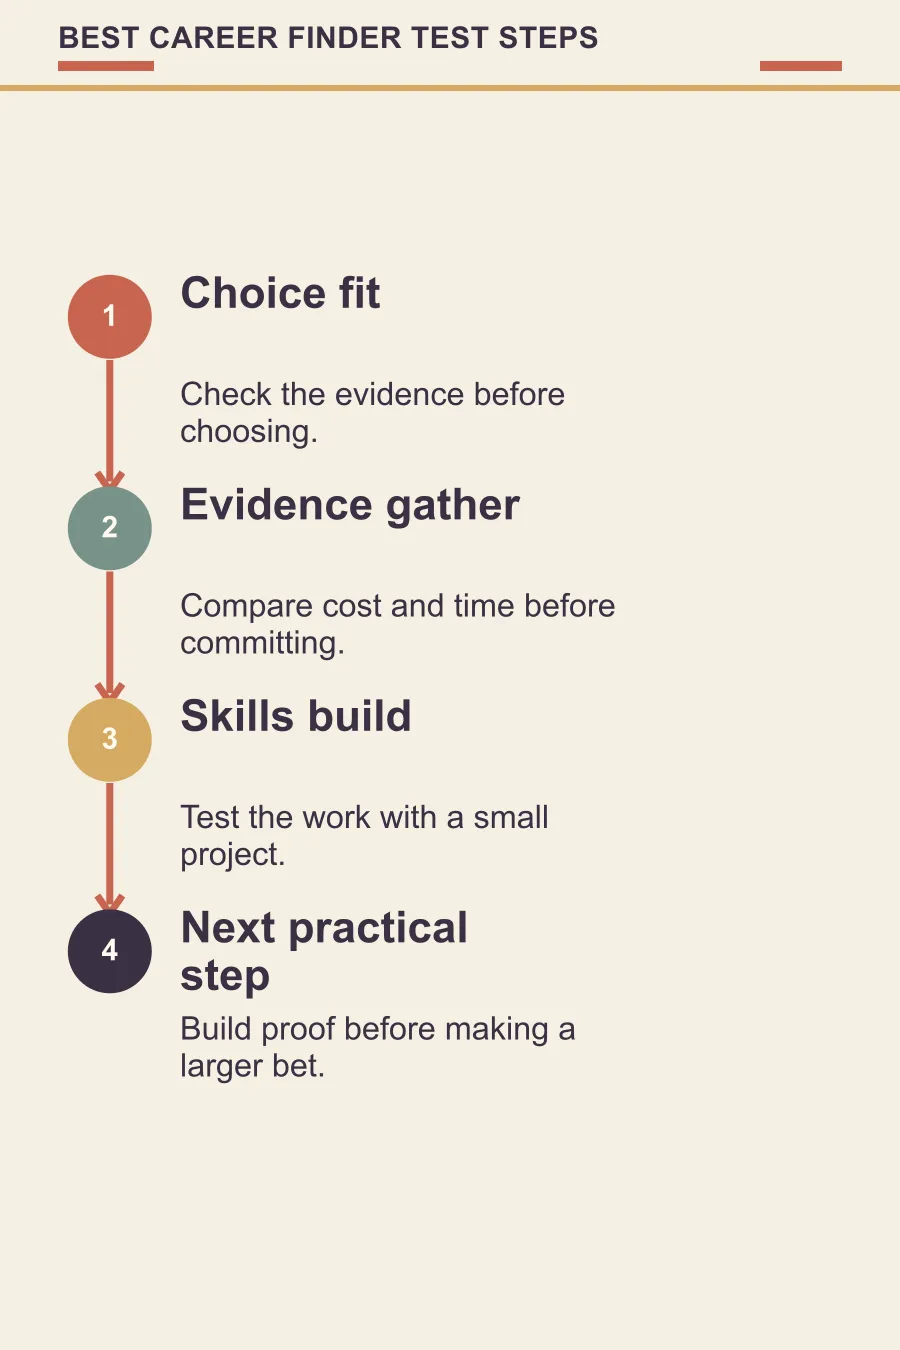 BEST CAREER FINDER TEST STEPS
1
Choice fit
Check the evidence before
choosing.
2
Evidence gather
Compare cost and time before
committing.
3
Skills build
Test the work with a small
project.
4
Next practical
step
Build proof before making a
larger bet.